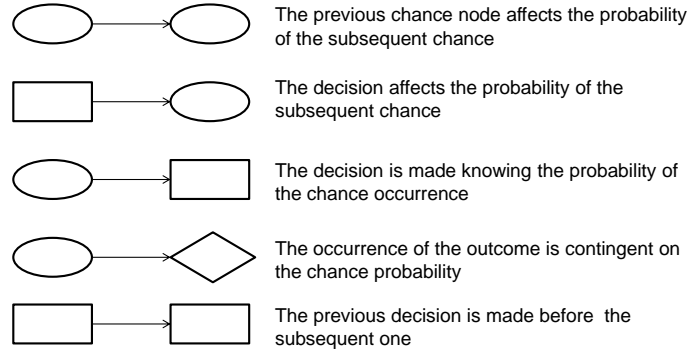 The previous chance node affects the probability
of the subsequent chance
The decision affects the probability of the
subsequent chance
The decision is made knowing the probability of
the chance occurrence
The occurrence of the outcome is contingent on
the chance probability
The previous decision is made before the
subsequent one